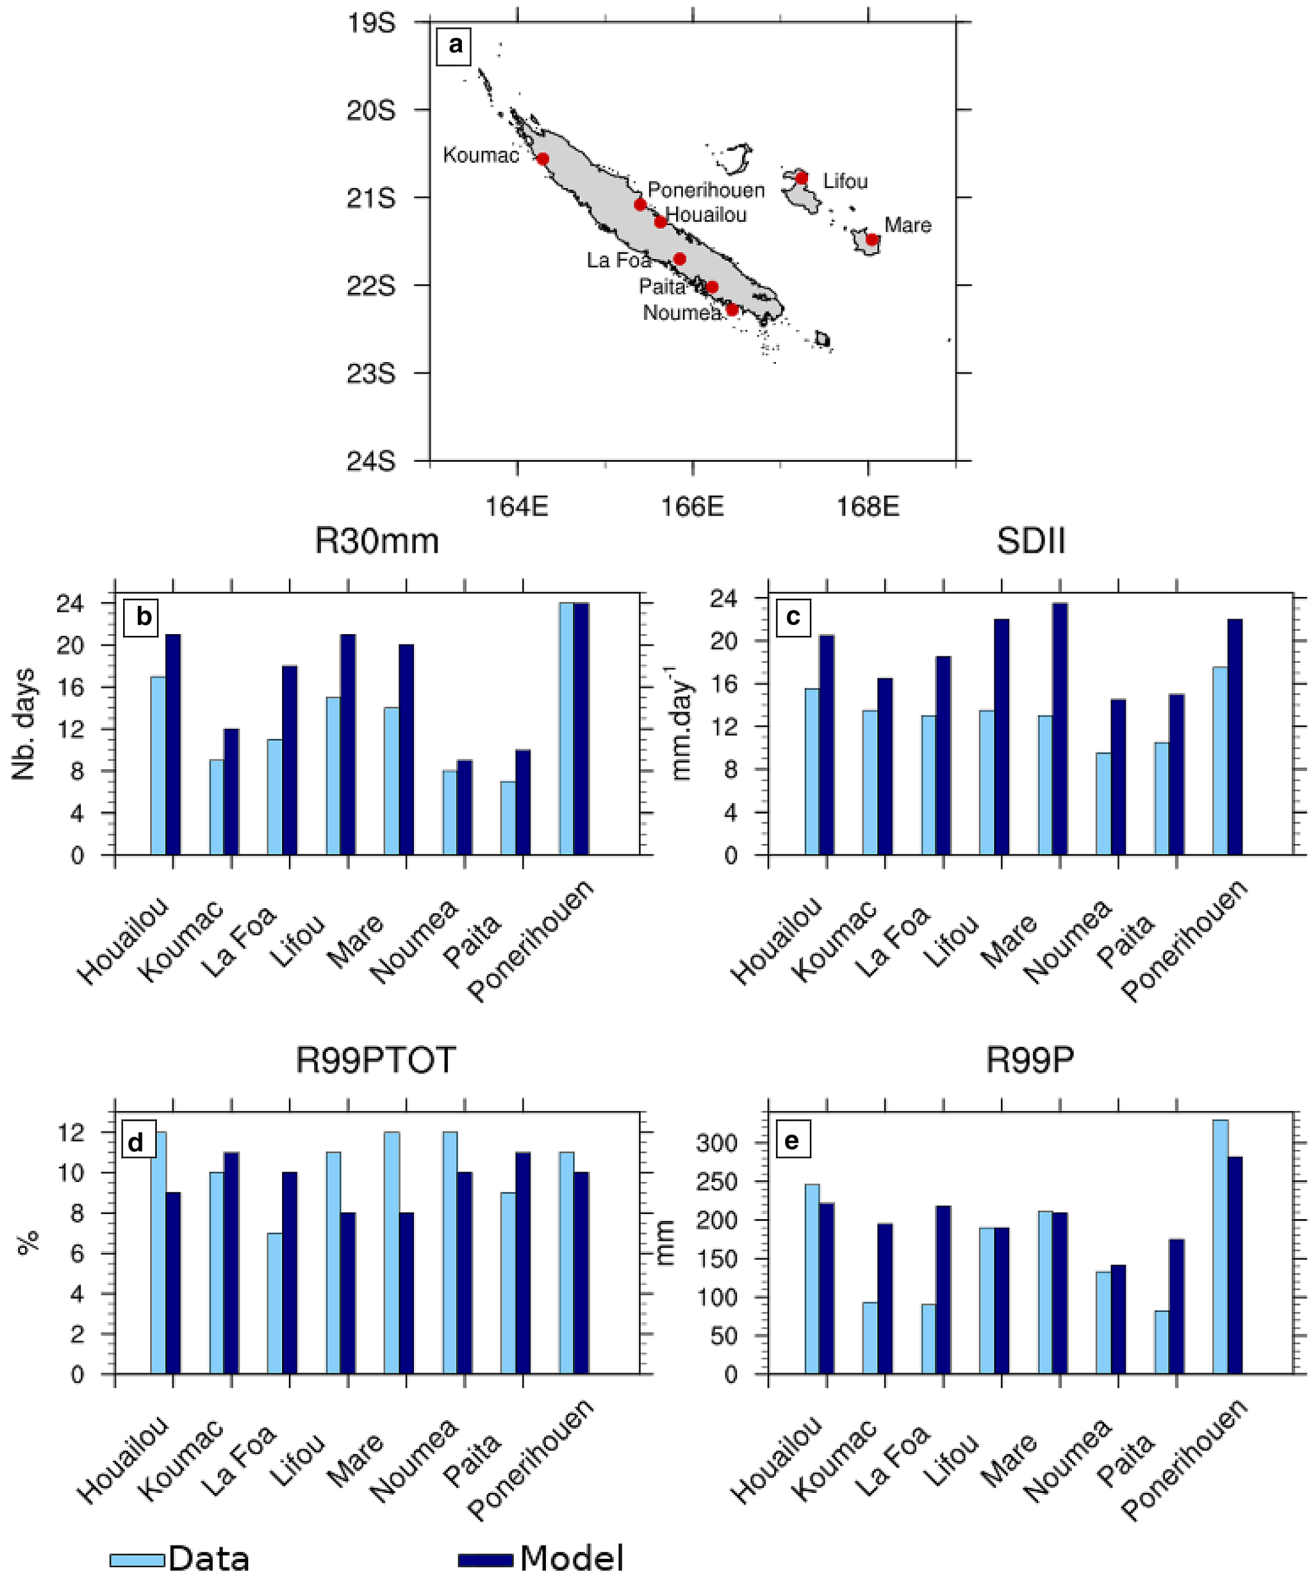 a
19S
20S
21S
22S
23S
24S
164E
166E
168E
Koumac
Ponerihouen
Houailou
La Foa
Paita
Noumea
Lifou
Mare
R30mm
b
Nb. days
24
20
16
12
8
4
0
Houailou
Koumac
La Foa
Lifou
Mare
Noumea
Paita
Ponerihouen
SDII
c
mm.day-1
24
20
16
12
8
4
0
Houailou
Koumac
La Foa
Lifou
Mare
Noumea
Paita
Ponerihouen
R99PTOT
d
%
12
10
8
6
4
2
0
Houailou
Koumac
La Foa
Lifou
Mare
Noumea
Paita
Ponerihouen
R99P
e
mm
300
250
200
150
100
50
0
Houailou
Koumac
La Foa
Lifou
Mare
Noumea
Paita
Ponerihouen
Data
Model